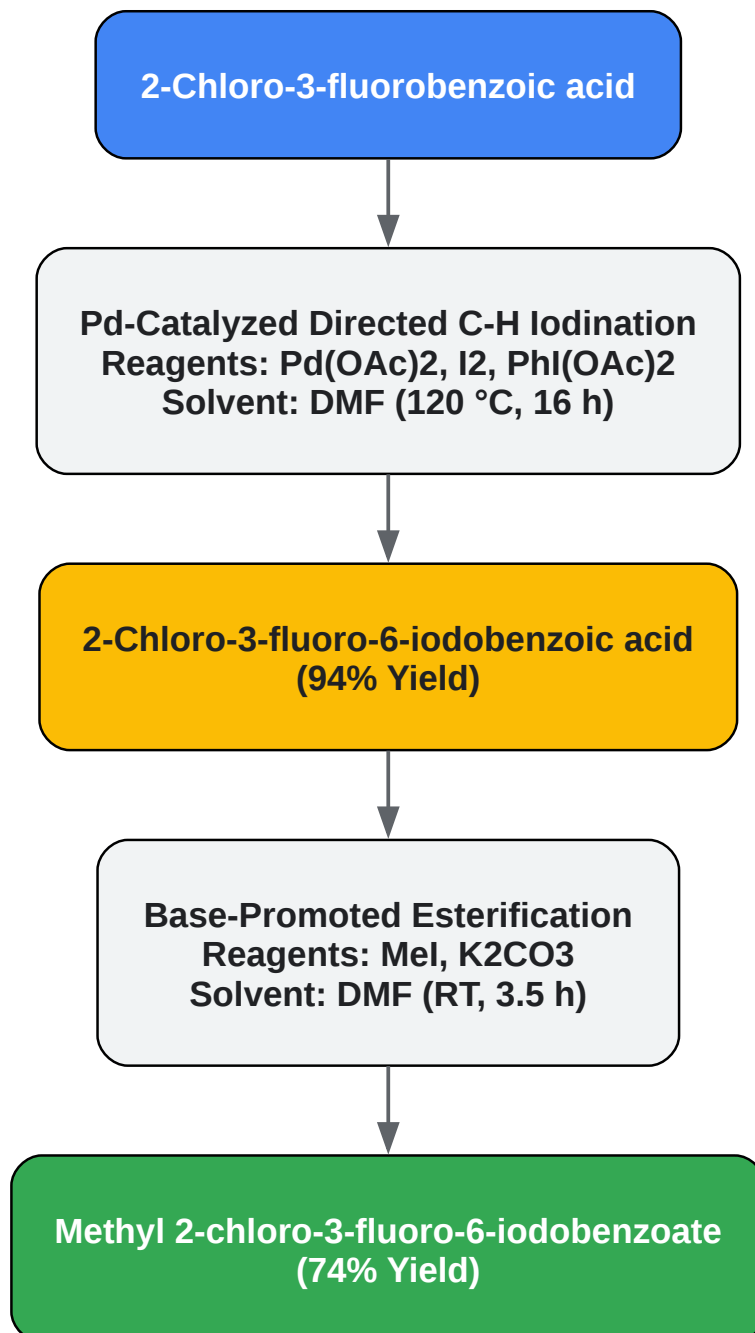 2-Chloro-3-fluorobenzoic acid
Pd-Catalyzed Directed C-H Iodination
Reagents: Pd(OAc)2, I2, PhI(OAc)2
Solvent: DMF (120 °C, 16 h)
2-Chloro-3-fluoro-6-iodobenzoic acid
(94% Yield)
Base-Promoted Esterification
Reagents: MeI, K2CO3
Solvent: DMF (RT, 3.5 h)
Methyl 2-chloro-3-fluoro-6-iodobenzoate
(74% Yield)